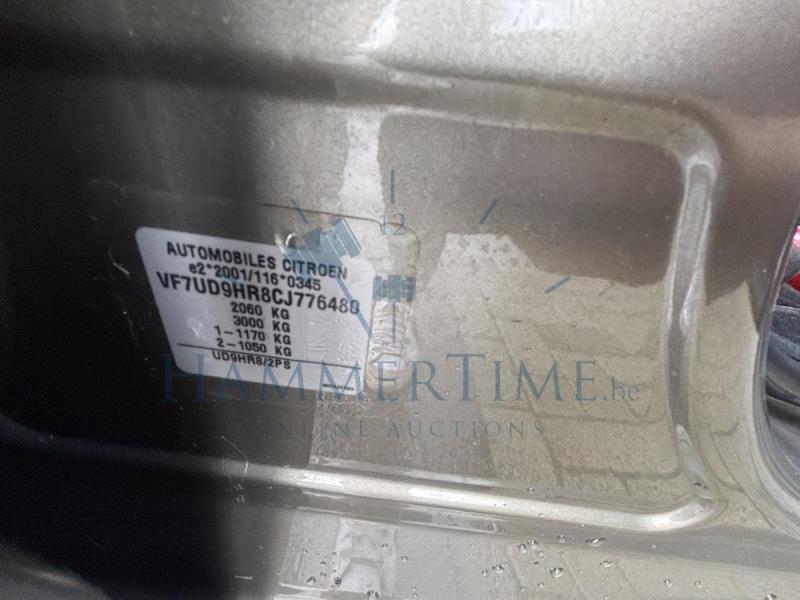 AUTOMOBILES CITROEN
e2*2001/116*0345
VF7UD9HR8CJ776480
2060 KG
3000 KG
1-1170 KG
2-1050 KG
UD9HR8/2PS
12
HAMMERTIME.be
ONLINE AUCTIONS